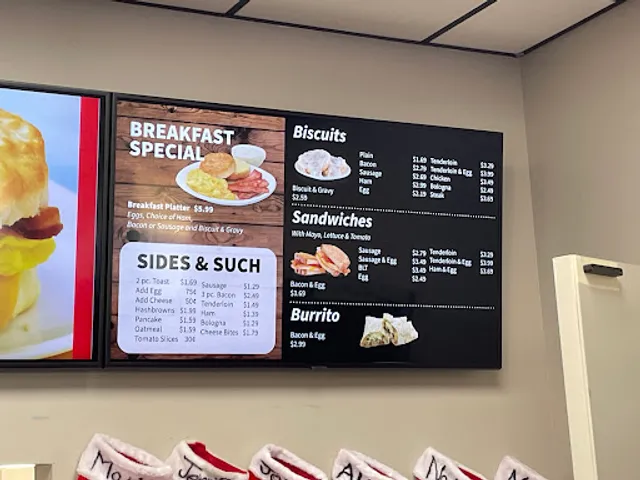 BREAKFAST
SPECIAL
Breakfast Platter $5.99
Eggs, Choice of Ham,
Bacon or Sausage and Biscuit & Gravy
SIDES & SUCH
2 pc. Toast $1.69
Add Egg 75¢
Add Cheese 50¢
Hashbrowns $1.99
Pancake $1.59
Oatmeal $1.59
Tomato Slices 30¢
Sausage $1.29
3 pc. Bacon $2.69
Tenderloin $1.49
Ham $1.39
Bologna $1.29
Cheese Bites $1.79
Biscuits
Biscuit & Gravy
$2.59
Plain $1.69
Bacon $2.79
Sausage $2.69
Ham $2.99
Egg $2.19
Tenderloin $3.29
Tenderloin & Egg $3.99
Chicken $3.49
Bologna $2.49
Steak $3.69
Sandwiches
With Mayo, Lettuce & Tomato
Bacon & Egg
$3.69
Sausage $2.79
Sausage & Egg $3.49
BLT $3.49
Egg $2.49
Tenderloin $3.29
Tenderloin & Egg $3.99
Ham & Egg $3.69
Burrito
Bacon & Egg
$2.99